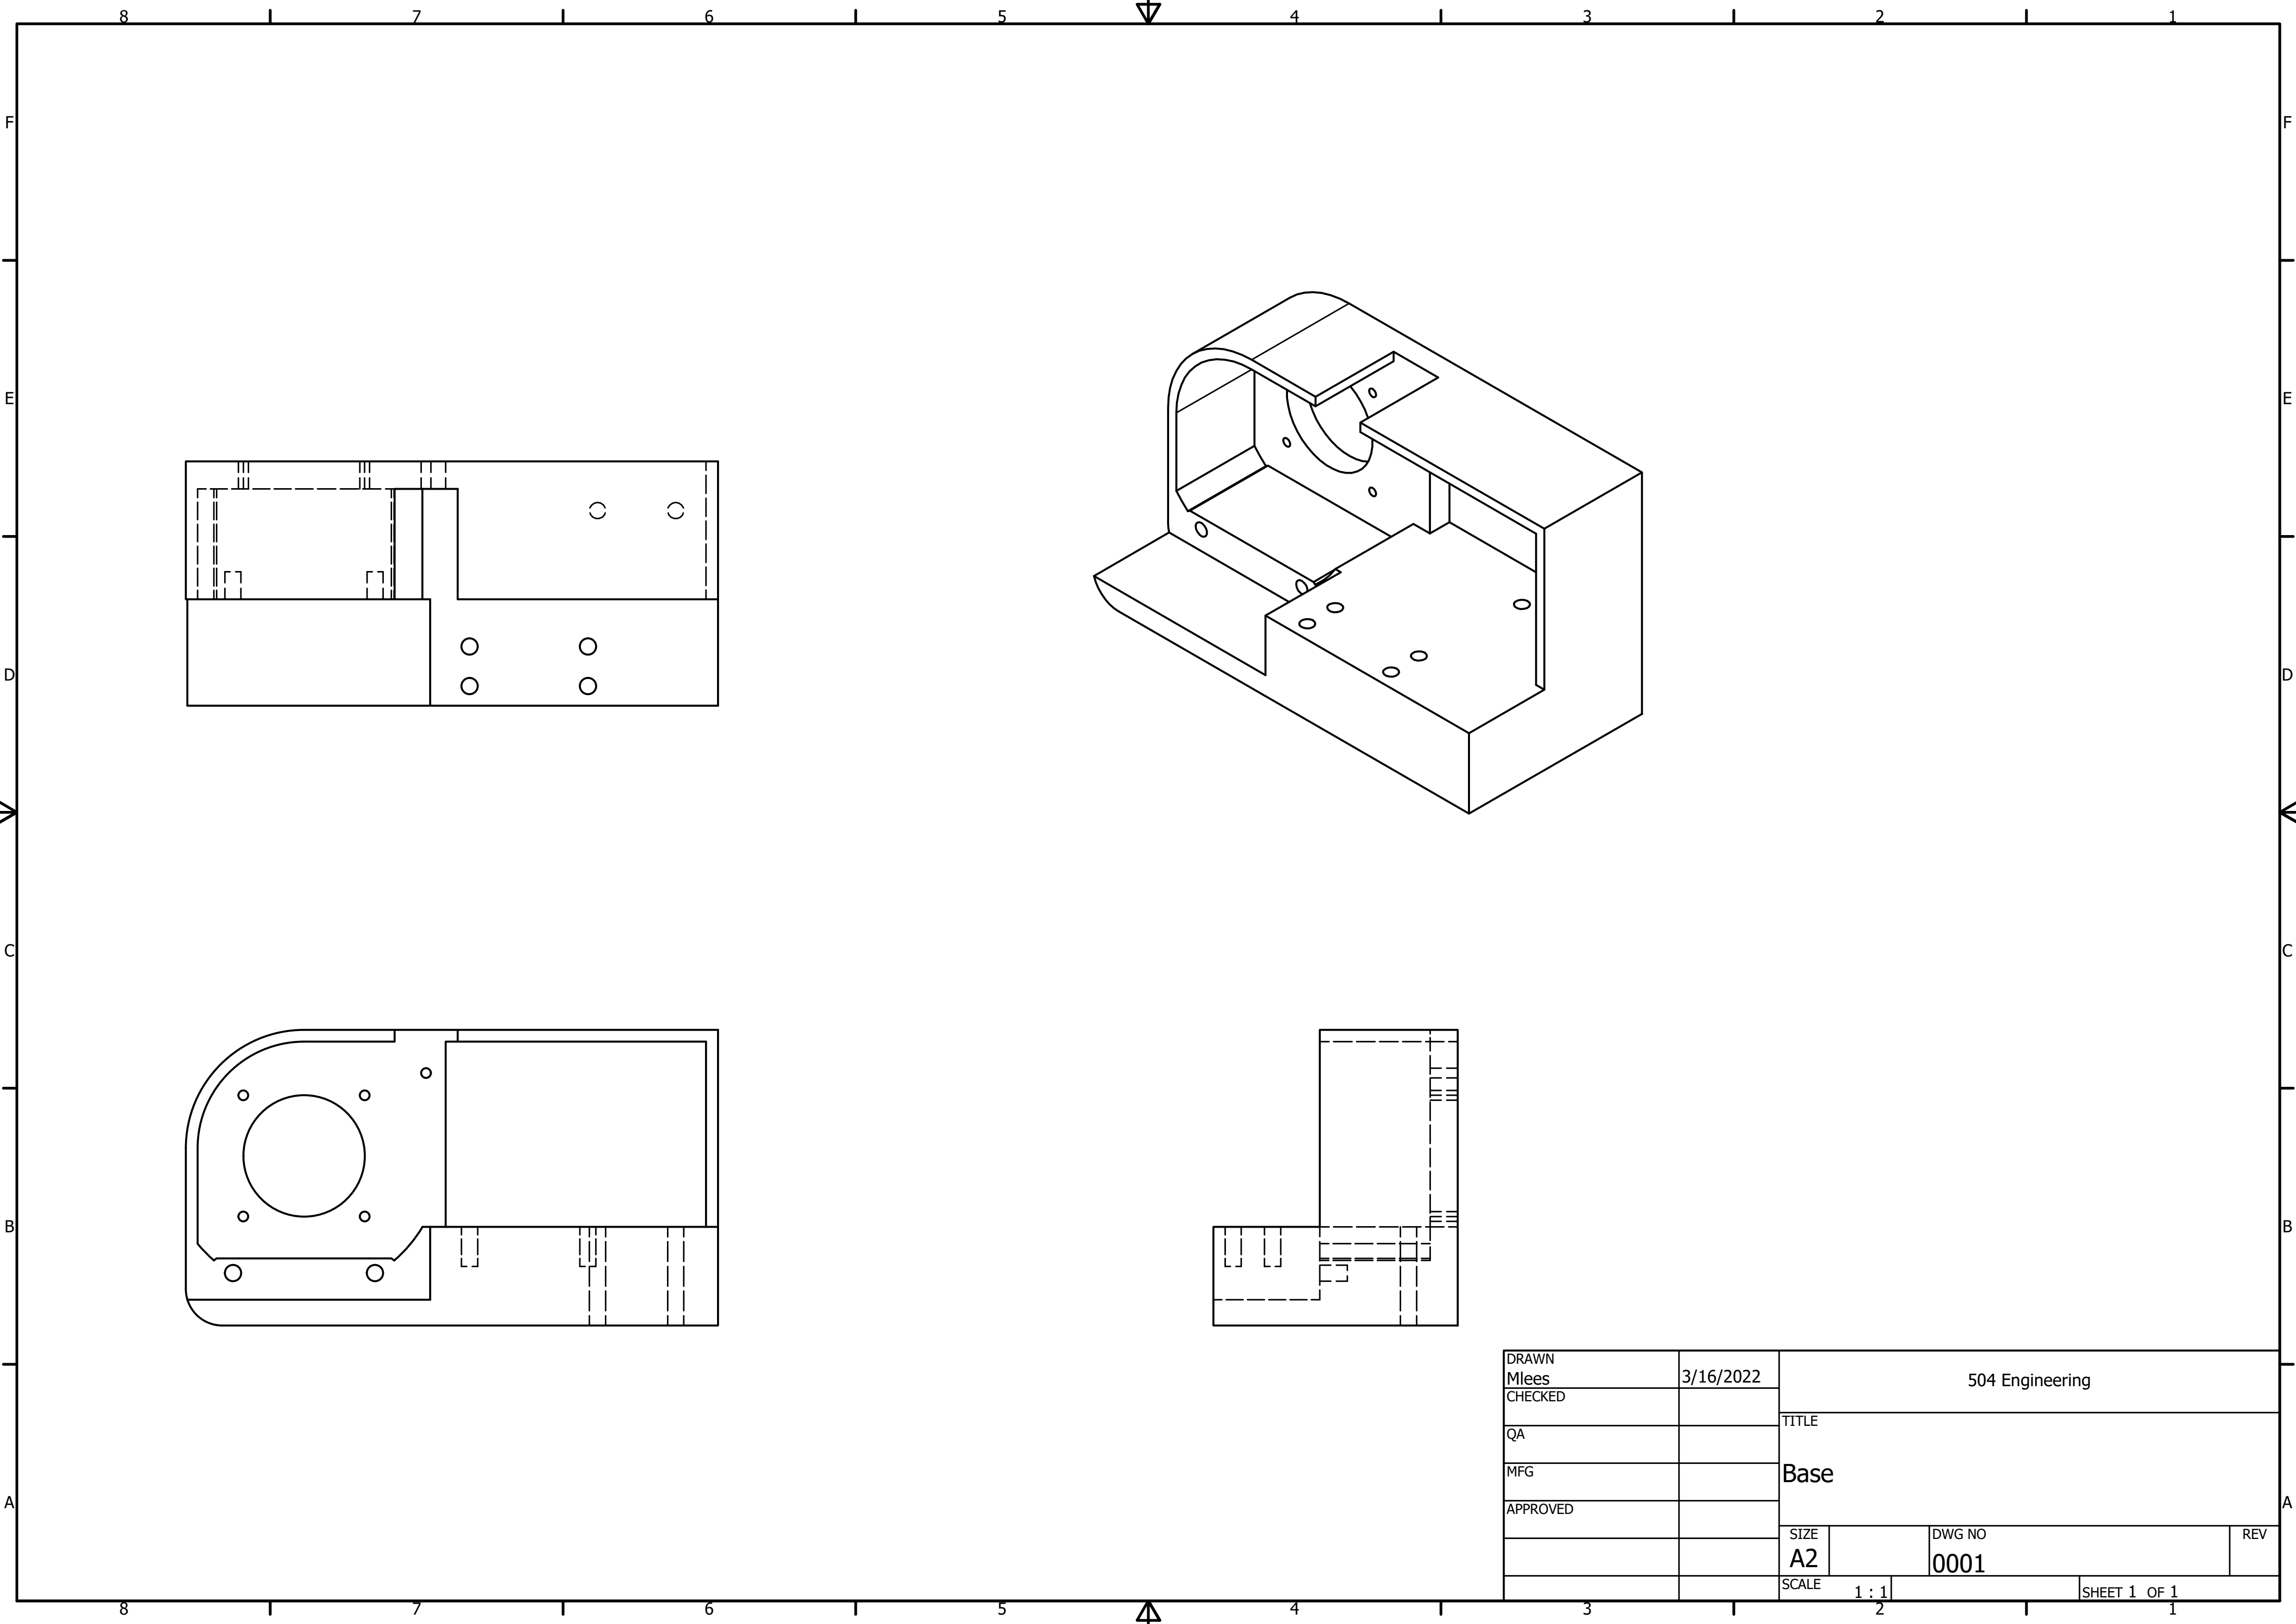 8 7 6 5 4 3 2 1
F F
E E
D D
C C
B B
A A
DRAWN
Mlees 3/16/2022
504 Engineering
CHECKED
TITLE
QA
Base
MFG
APPROVED
SIZE DWG NO REV
A2 0001
SCALE 1 : 1 SHEET 1 OF 1
8 7 6 5 4 3 2 1